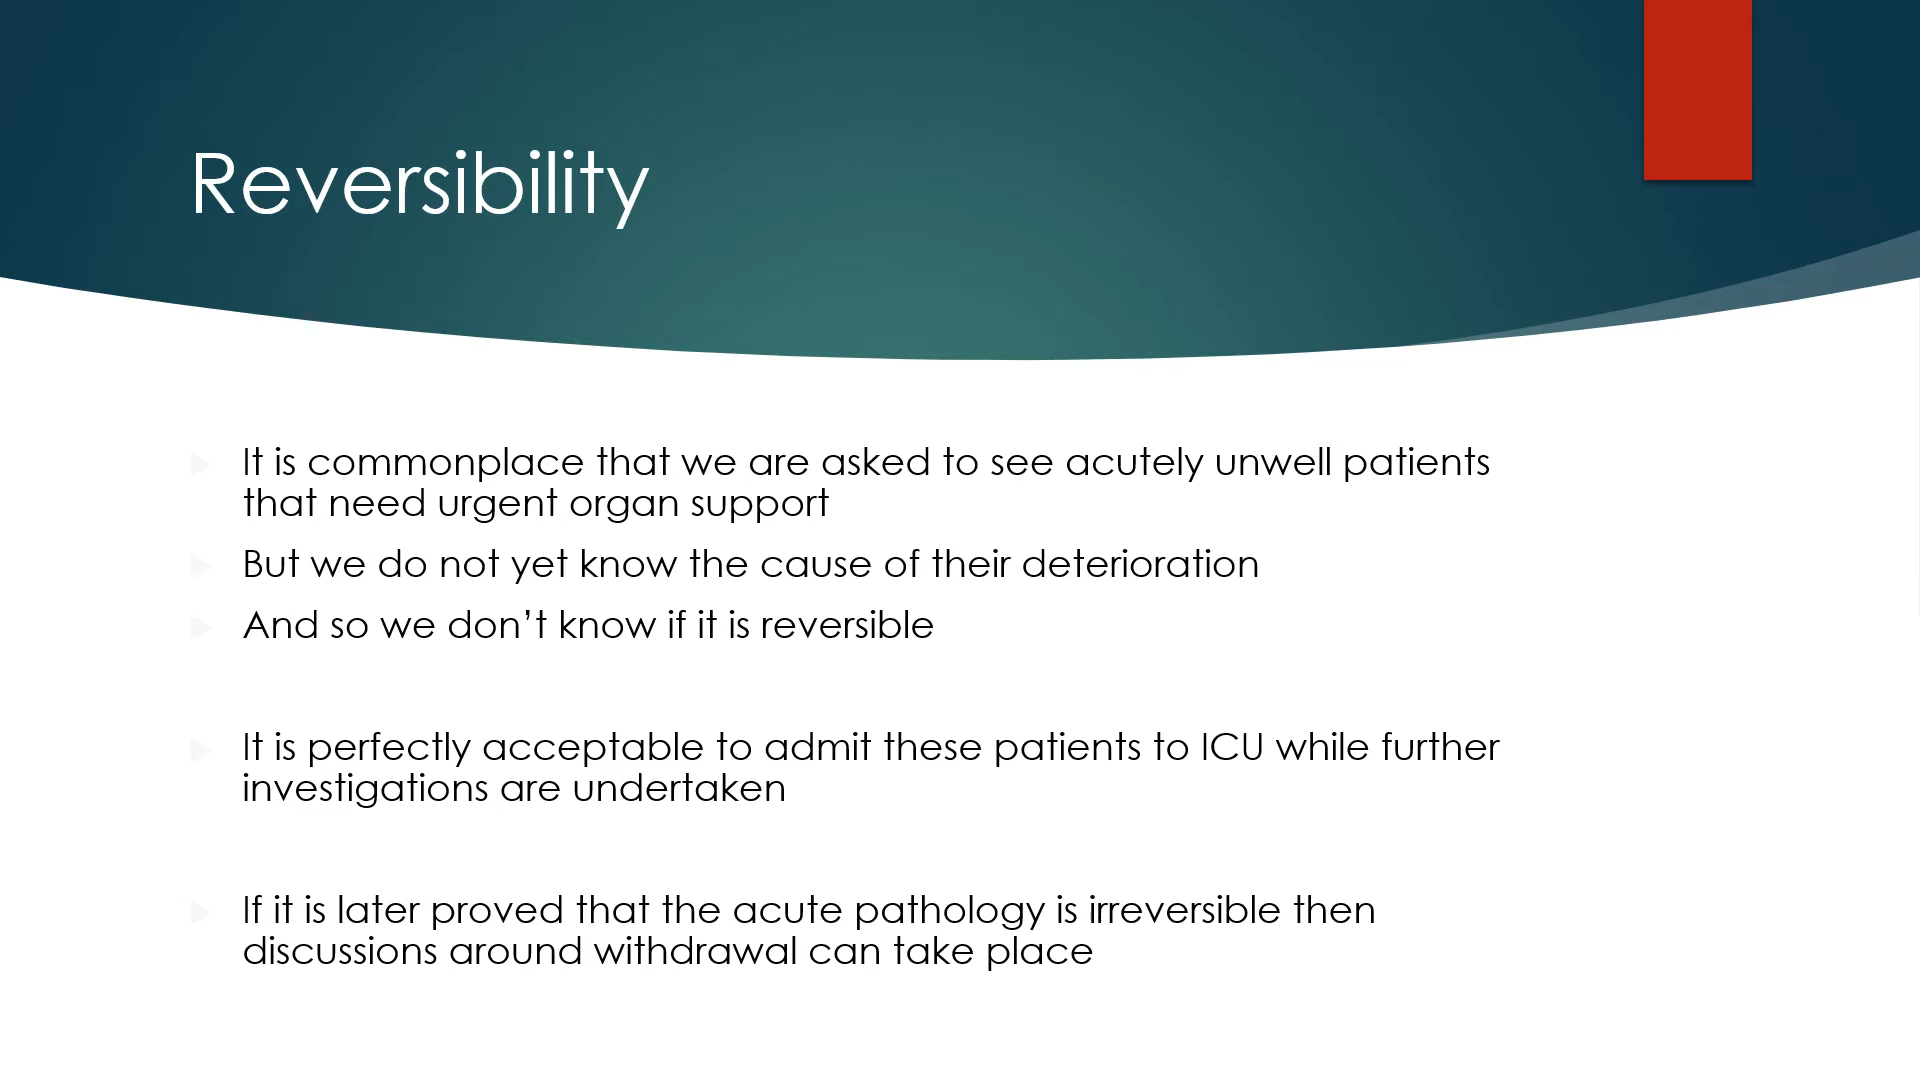 Reversibility
It is commonplace that we are asked to see acutely unwell patients
that need urgent organ support
But we do not yet know the cause of their deterioration
And so we don’t know if it is reversible
It is perfectly acceptable to admit these patients to ICU while further
investigations are undertaken
If it is later proved that the acute pathology is irreversible then
discussions around withdrawal can take place